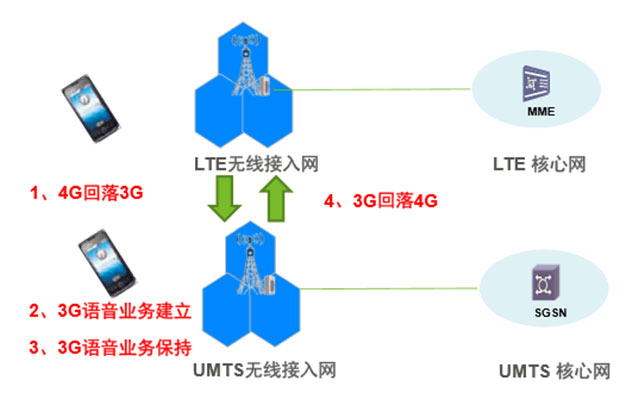 MME
LTE无线接入网
LTE 核心网
1、4G回落3G
4、3G回落4G
2、3G语音业务建立
SGSN
3、3G语音业务保持
UMTS无线接入网
UMTS 核心网